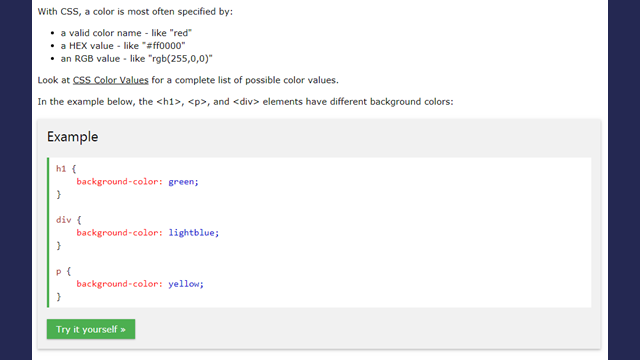 With CSS, a color is most often specified by:
• a valid color name - like "red"
• a HEX value - like "#ff0000"
• an RGB value - like "rgb(255,0,0)"
Look at CSS Color Values for a complete list of possible color values.
In the example below, the <h1>, <p>, and <div> elements have different background colors:
Example
h1 {
    background-color: green;
}
div {
    background-color: lightblue;
}
p {
    background-color: yellow;
}
Try it yourself »